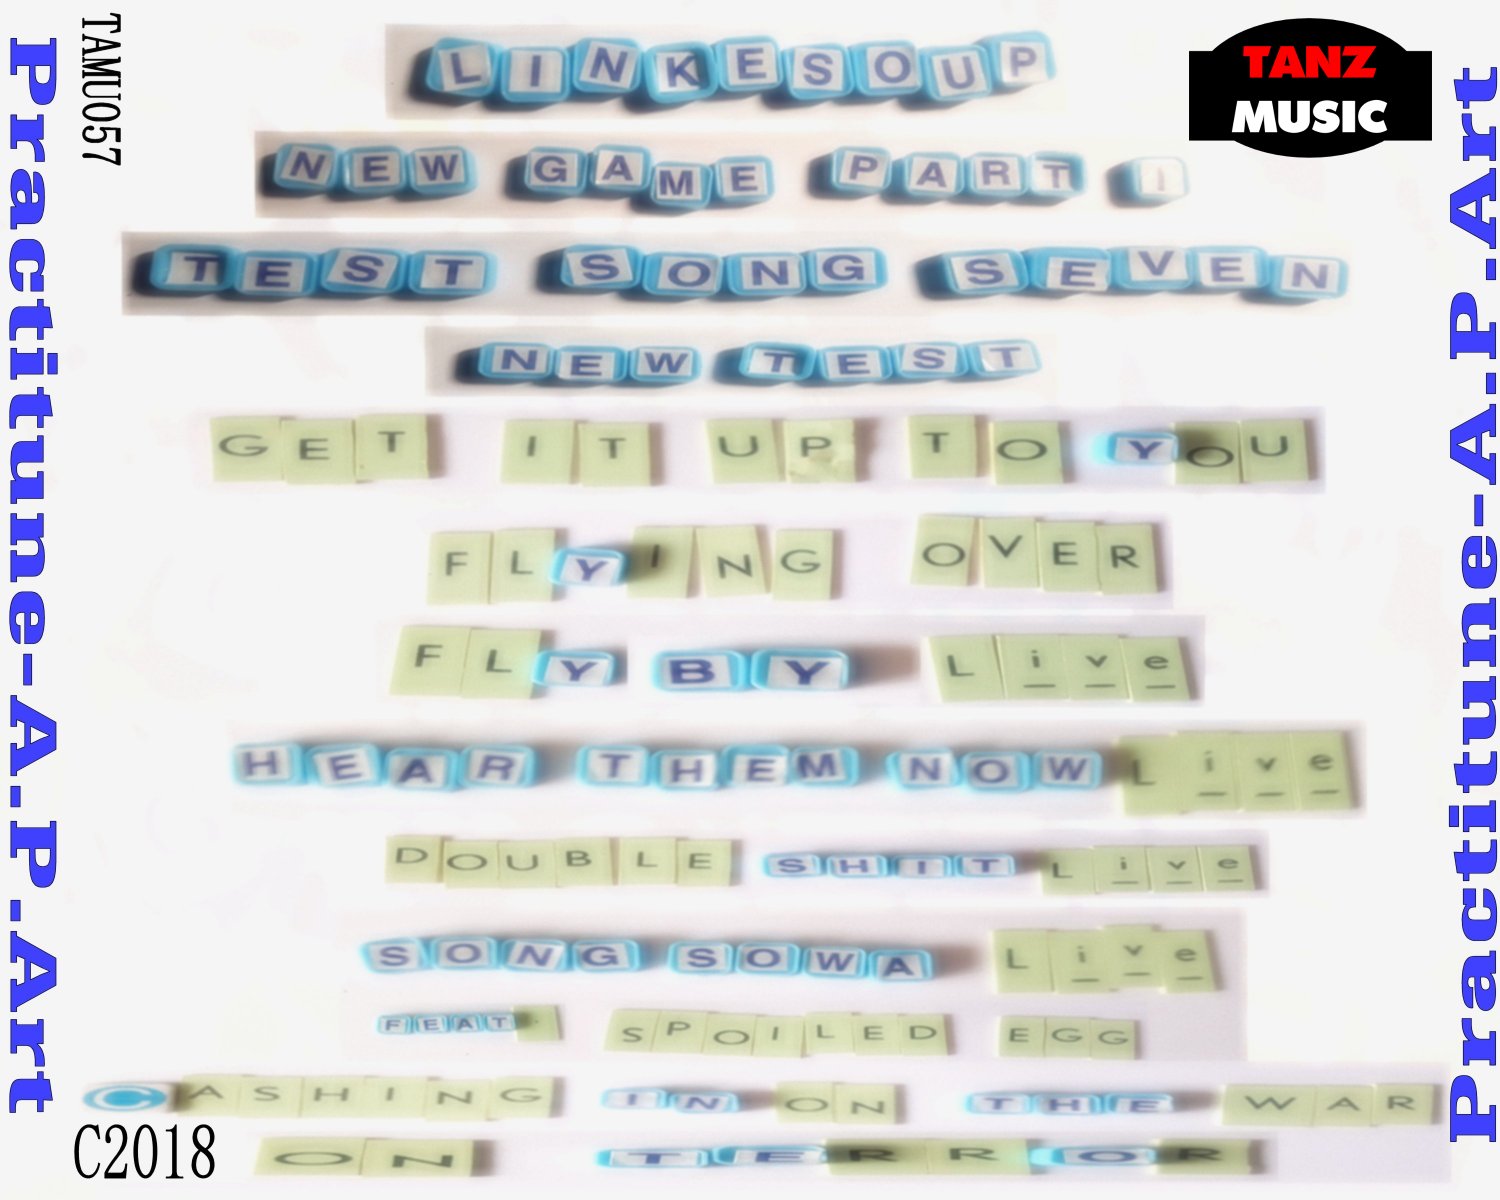 TAMUO57
Practitune-A.P.Art
LINKESOUP
TANZ
MUSIC
NEW GAME PART I
TEST SONG SEVEN
NEW TEST
GET IT UP TO YOU
FLYING OVER
FLY BY Live
HEAR THEM NOW Live
DOUBLE SHIT Live
SONG SOWA Live
FEAT. SPOILED EGG
CASHING IN ON THE WAR
ON TERROR
C2018
Practitune-A.P.Art